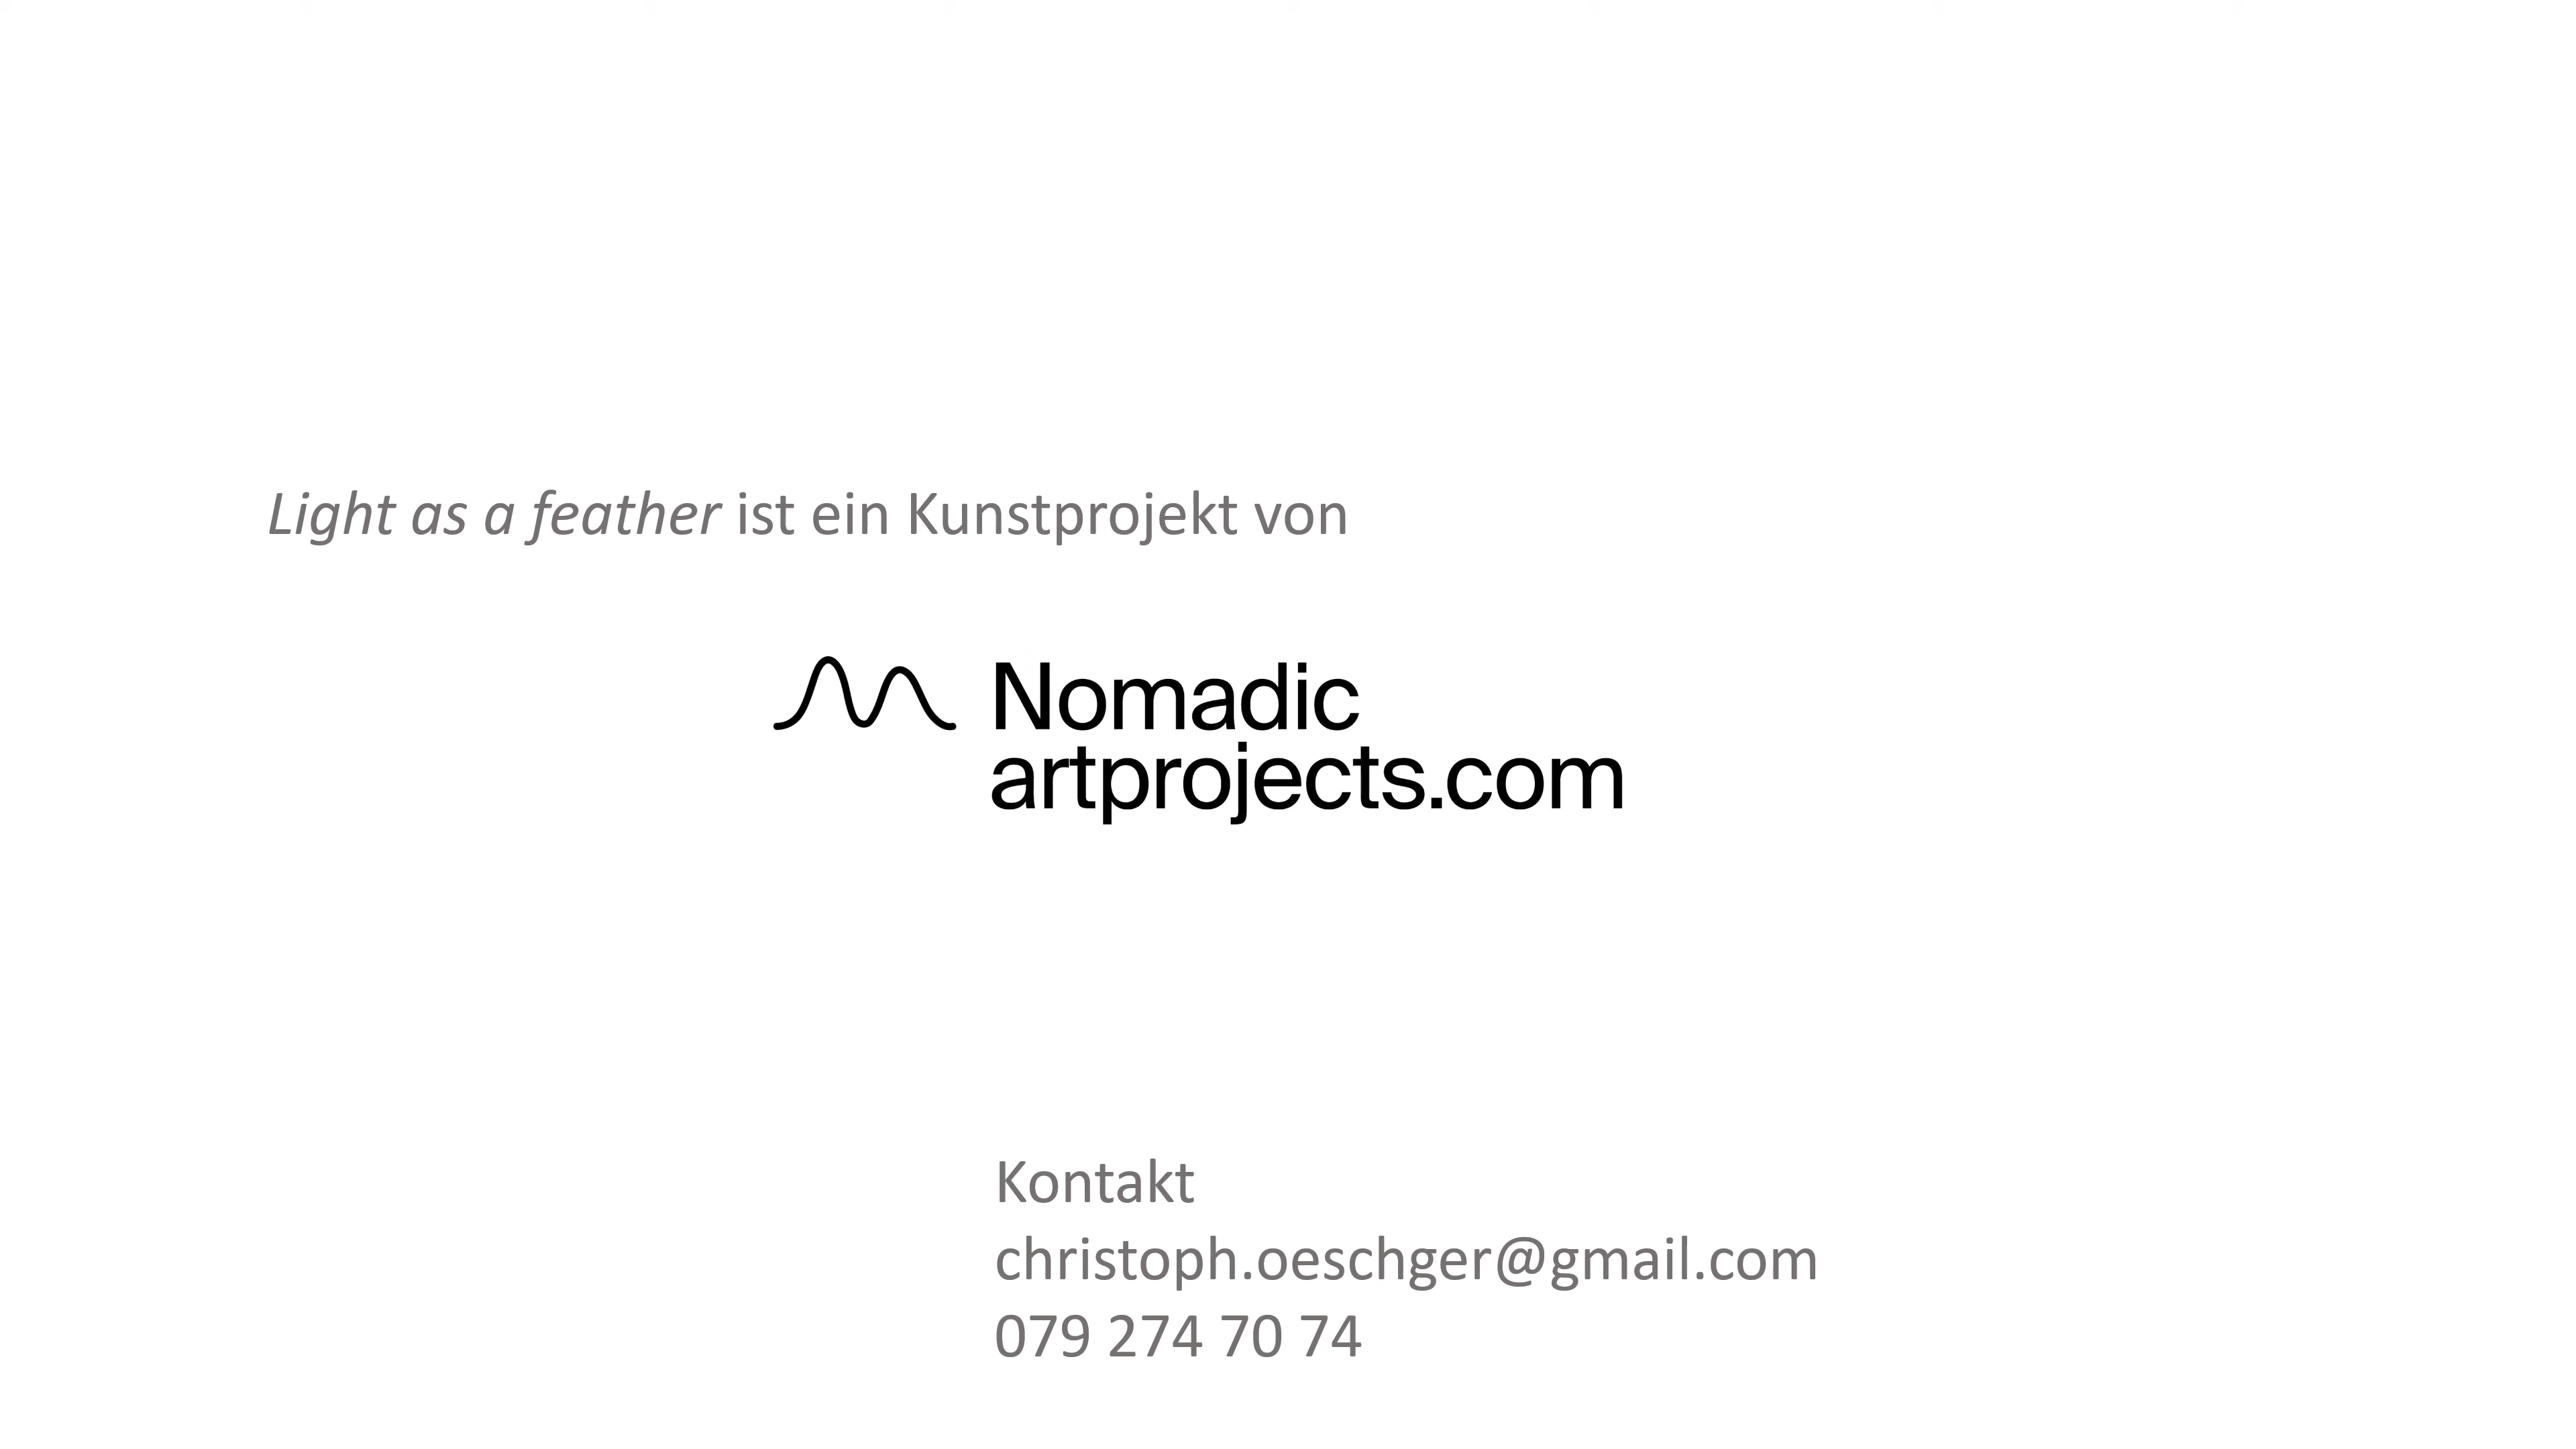 Light as a feather ist ein Kunstprojekt von
Nomadic
artprojects.com
Kontakt
christoph.oeschger@gmail.com
079 274 70 74